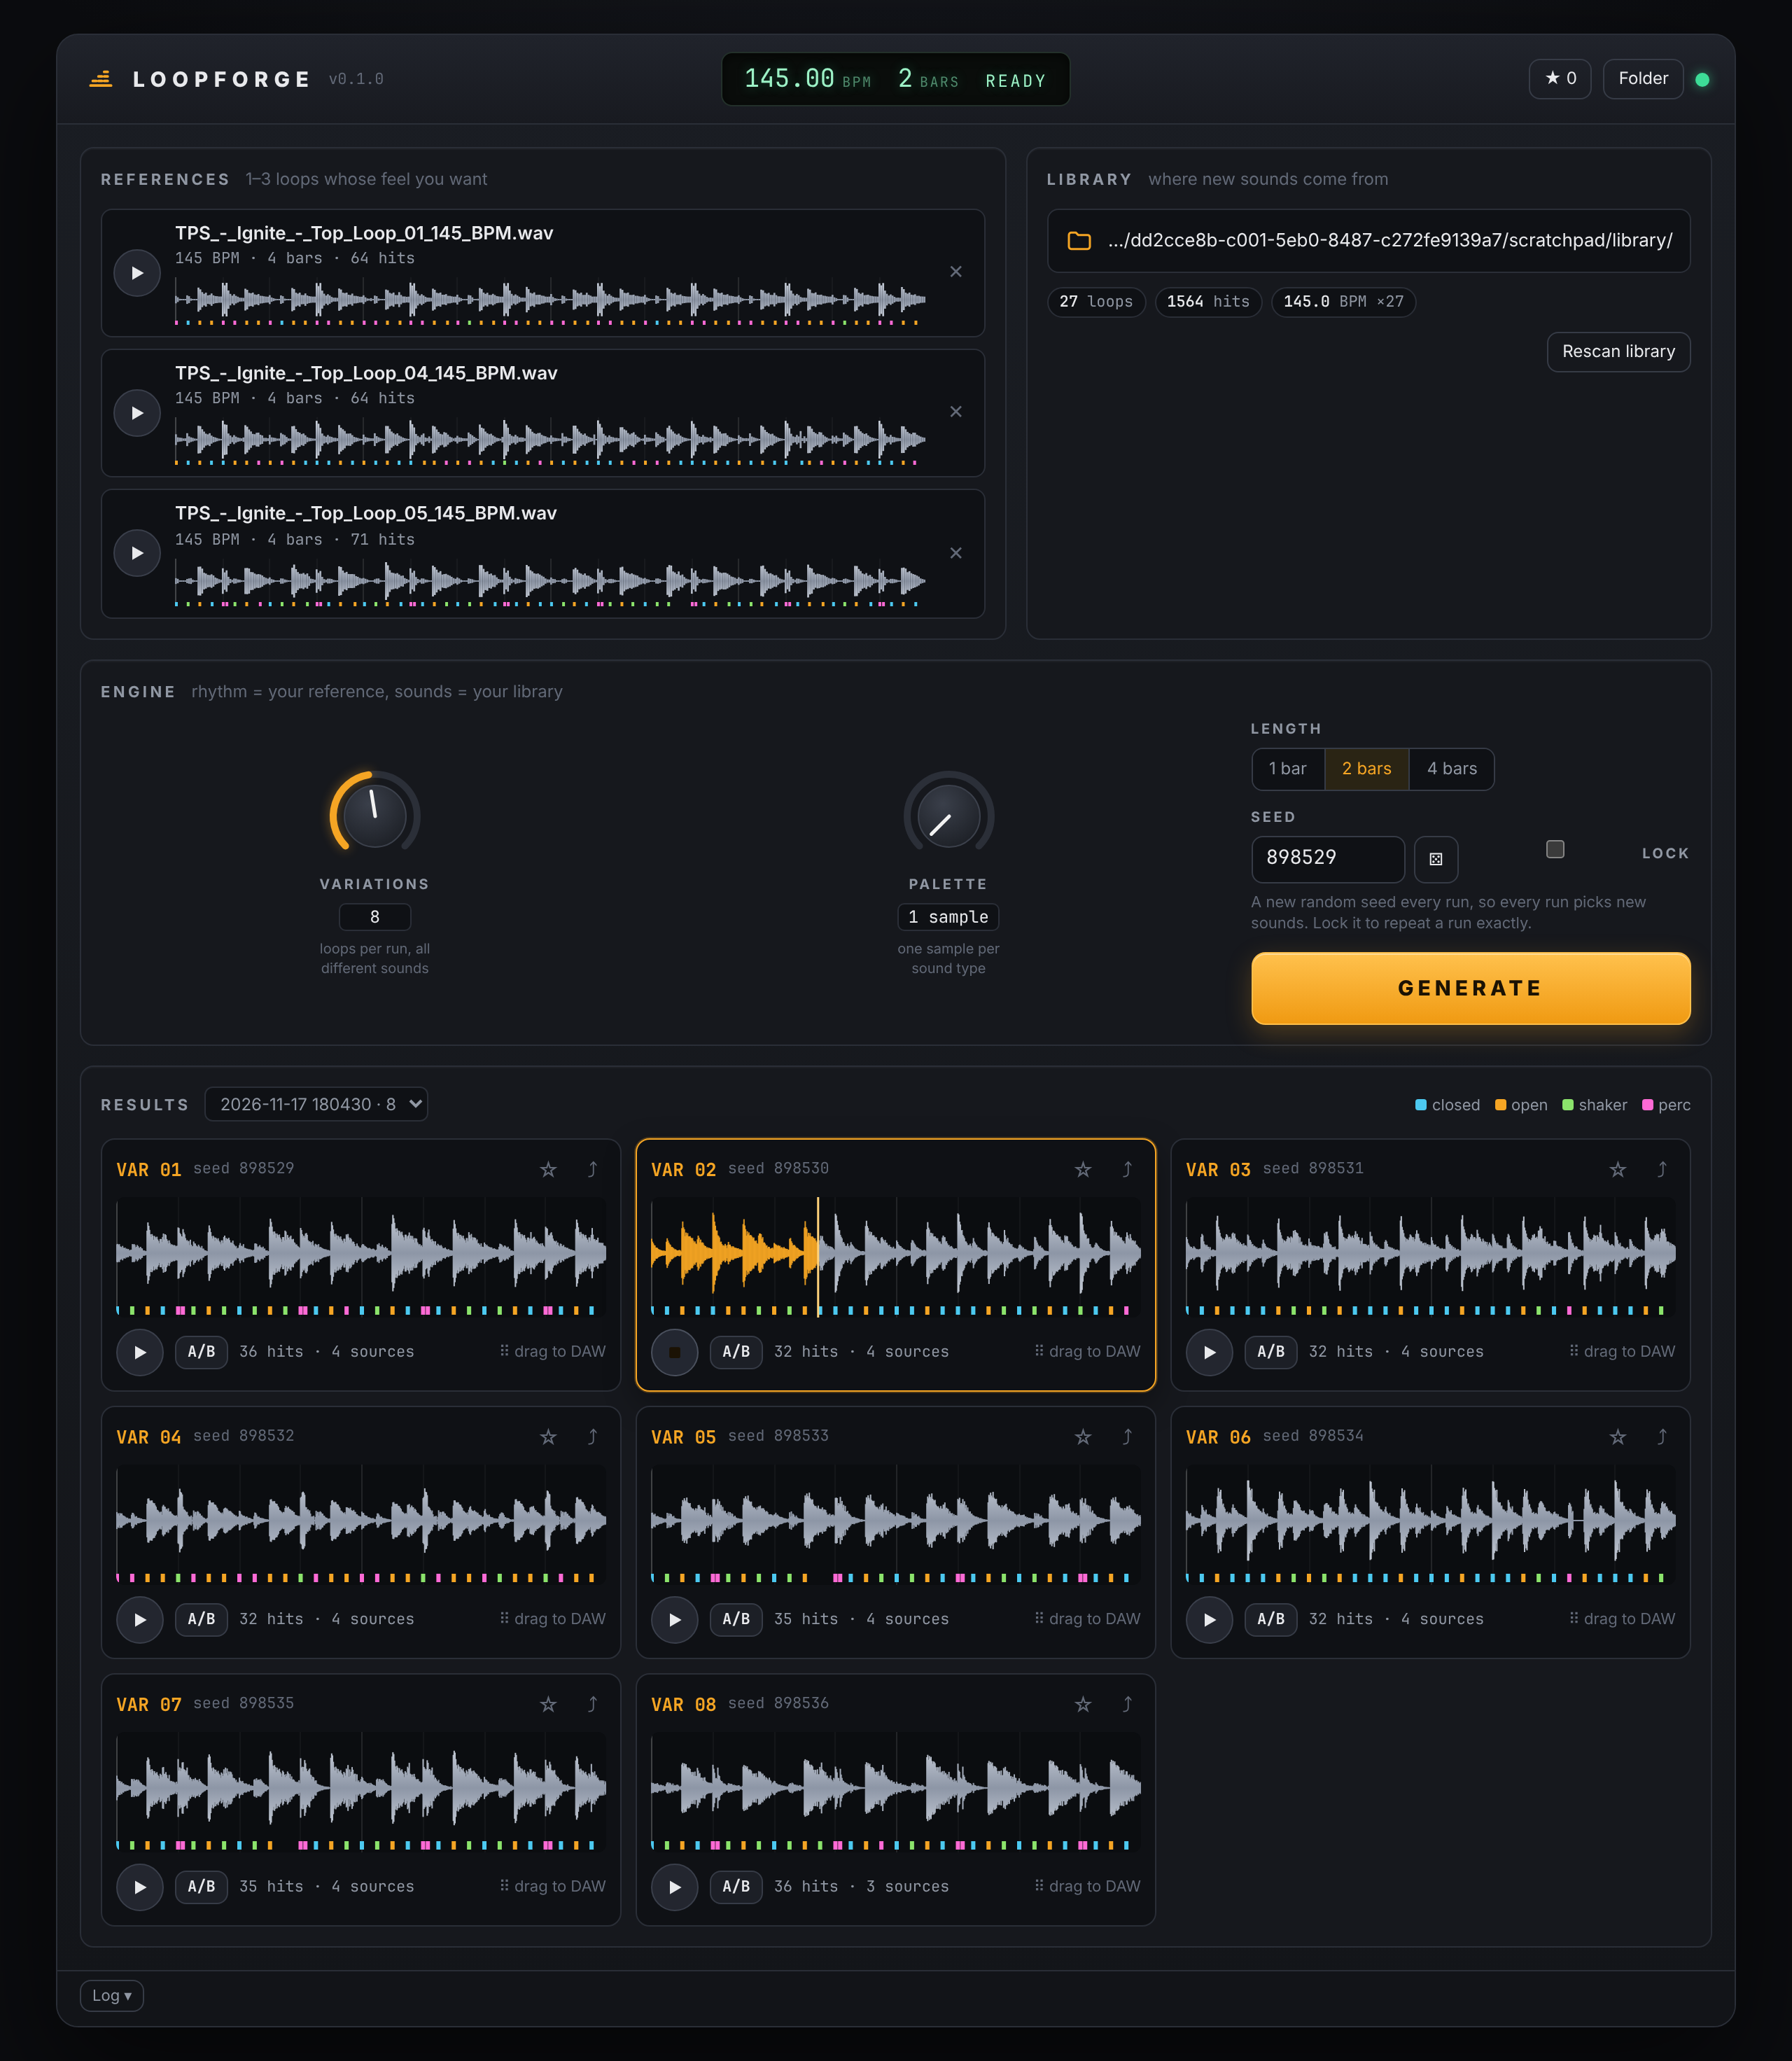 LOOPFORGE v0.1.0
145.00 BPM 2 BARS READY
★ 0
Folder
REFERENCES 1–3 loops whose feel you want
TPS_-_Ignite_-_Top_Loop_01_145_BPM.wav
145 BPM · 4 bars · 64 hits
TPS_-_Ignite_-_Top_Loop_04_145_BPM.wav
145 BPM · 4 bars · 64 hits
TPS_-_Ignite_-_Top_Loop_05_145_BPM.wav
145 BPM · 4 bars · 71 hits
LIBRARY where new sounds come from
…/dd2cce8b-c001-5eb0-8487-c272fe9139a7/scratchpad/library/
27 loops
1564 hits
145.0 BPM ×27
Rescan library
ENGINE rhythm = your reference, sounds = your library
VARIATIONS
8
loops per run, all
different sounds
PALETTE
1 sample
one sample per
sound type
LENGTH
1 bar
2 bars
4 bars
SEED
898529
LOCK
A new random seed every run, so every run picks new
sounds. Lock it to repeat a run exactly.
GENERATE
RESULTS
2026-11-17 180430 · 8
closed
open
shaker
perc
VAR 01 seed 898529
A/B 36 hits · 4 sources
drag to DAW
VAR 02 seed 898530
A/B 32 hits · 4 sources
drag to DAW
VAR 03 seed 898531
A/B 32 hits · 4 sources
drag to DAW
VAR 04 seed 898532
A/B 32 hits · 4 sources
drag to DAW
VAR 05 seed 898533
A/B 35 hits · 4 sources
drag to DAW
VAR 06 seed 898534
A/B 32 hits · 4 sources
drag to DAW
VAR 07 seed 898535
A/B 35 hits · 4 sources
drag to DAW
VAR 08 seed 898536
A/B 36 hits · 3 sources
drag to DAW
Log ▾